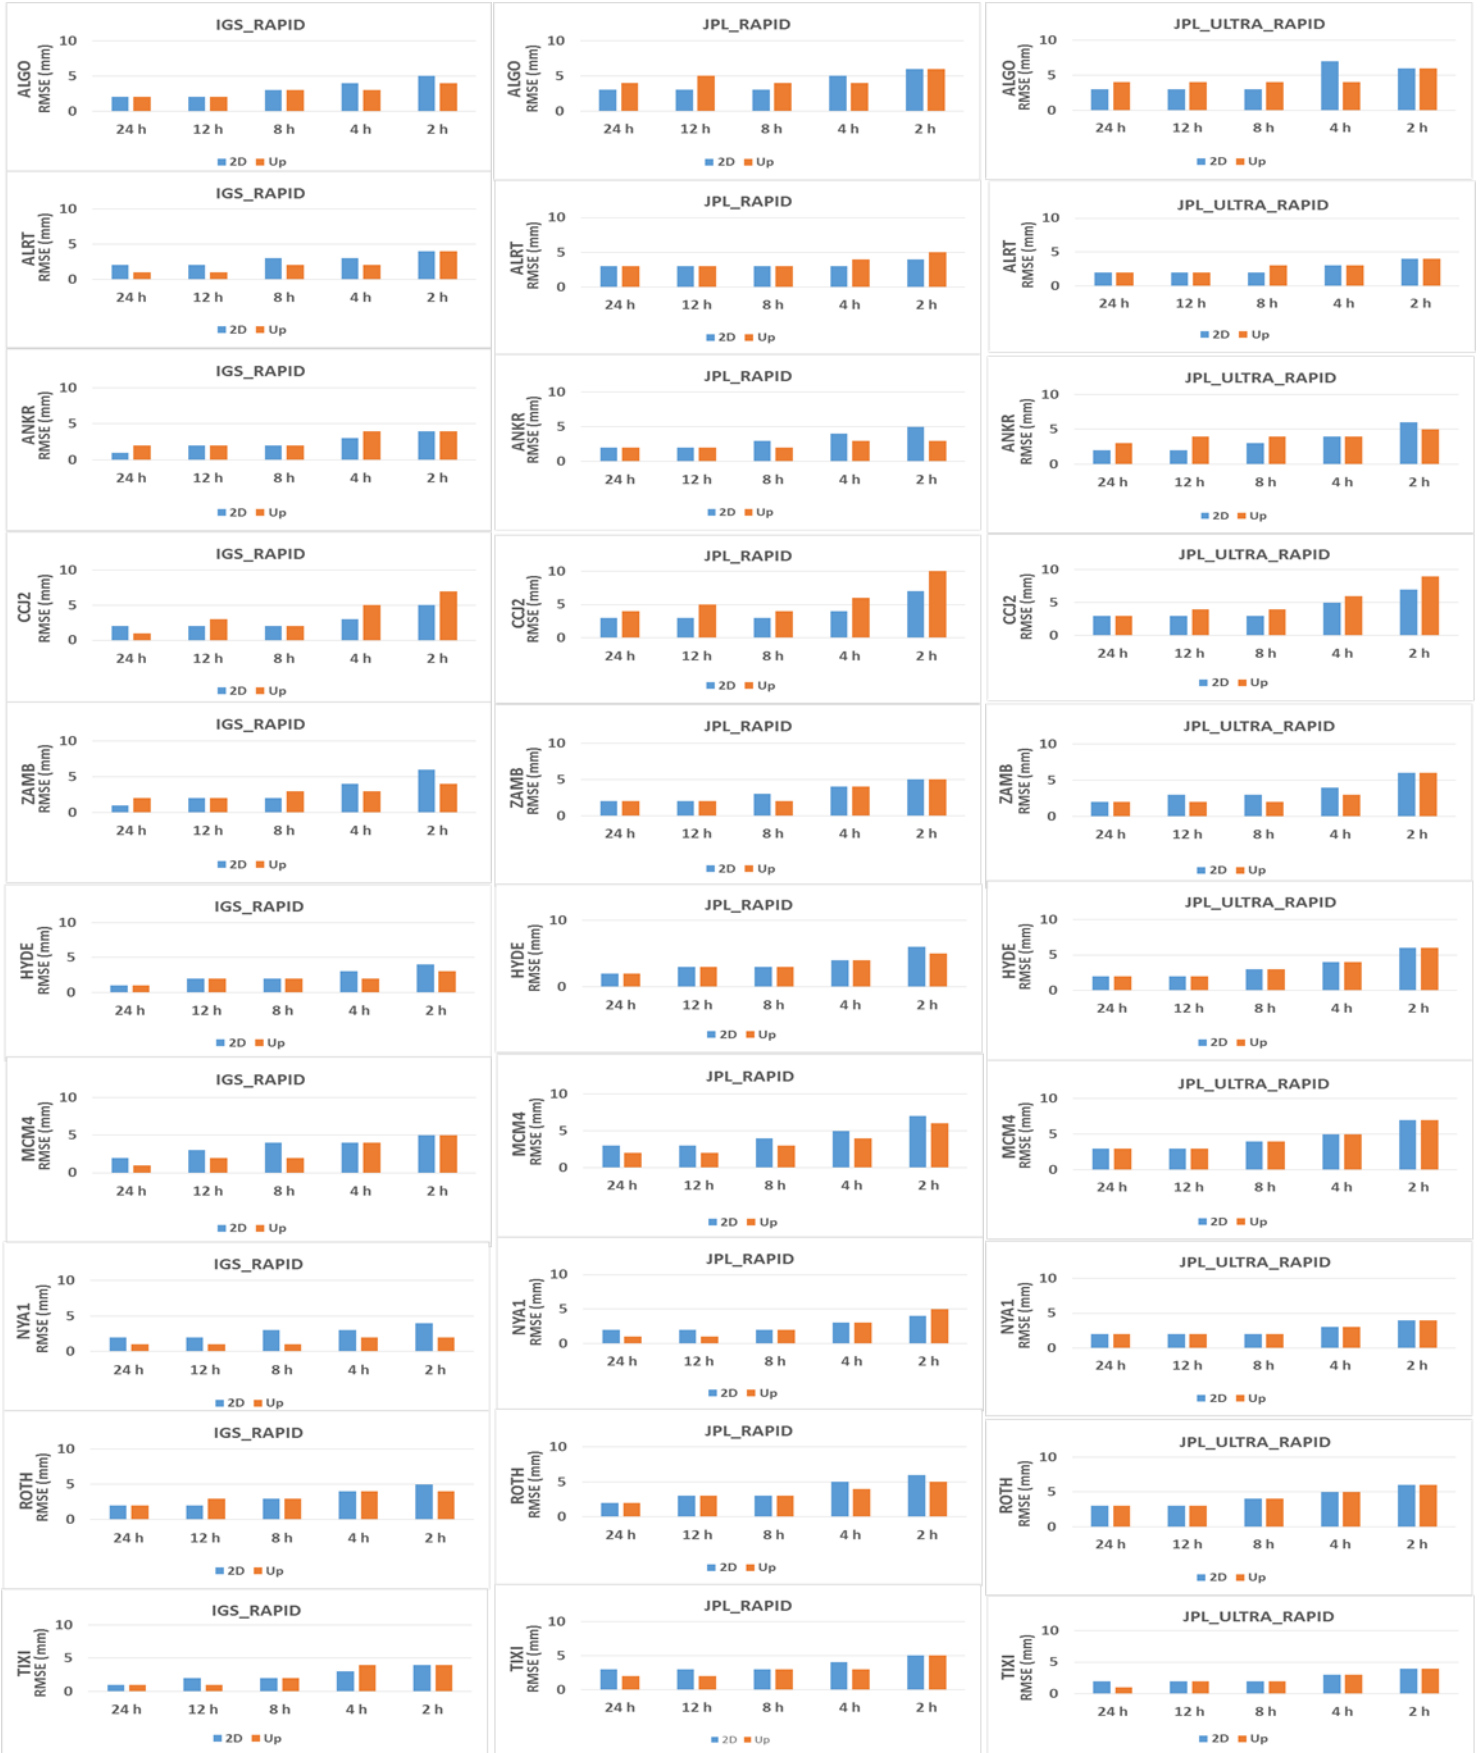 IGS_RAPID
10
5
0
ALGO
RMSE (mm)
24 h 12 h 8 h 4 h 2 h
2D Up
JPL_RAPID
10
5
0
ALGO
RMSE (mm)
24 h 12 h 8 h 4 h 2 h
2D Up
JPL_ULTRA_RAPID
10
5
0
ALGO
RMSE (mm)
24 h 12 h 8 h 4 h 2 h
2D Up
IGS_RAPID
10
5
0
ALRT
RMSE (mm)
24 h 12 h 8 h 4 h 2 h
2D Up
JPL_RAPID
10
5
0
ALRT
RMSE (mm)
24 h 12 h 8 h 4 h 2 h
2D Up
JPL_ULTRA_RAPID
10
5
0
ALRT
RMSE (mm)
24 h 12 h 8 h 4 h 2 h
2D Up
IGS_RAPID
10
5
0
ANKR
RMSE (mm)
24 h 12 h 8 h 4 h 2 h
2D Up
JPL_RAPID
10
5
0
ANKR
RMSE (mm)
24 h 12 h 8 h 4 h 2 h
2D Up
JPL_ULTRA_RAPID
10
5
0
ANKR
RMSE (mm)
24 h 12 h 8 h 4 h 2 h
2D Up
IGS_RAPID
10
5
0
CCJ2
RMSE (mm)
24 h 12 h 8 h 4 h 2 h
2D Up
JPL_RAPID
10
5
0
CCJ2
RMSE (mm)
24 h 12 h 8 h 4 h 2 h
2D Up
JPL_ULTRA_RAPID
10
5
0
CCJ2
RMSE (mm)
24 h 12 h 8 h 4 h 2 h
2D Up
IGS_RAPID
10
5
0
ZAMB
RMSE (mm)
24 h 12 h 8 h 4 h 2 h
2D Up
JPL_RAPID
10
5
0
ZAMB
RMSE (mm)
24 h 12 h 8 h 4 h 2 h
2D Up
JPL_ULTRA_RAPID
10
5
0
ZAMB
RMSE (mm)
24 h 12 h 8 h 4 h 2 h
2D Up
IGS_RAPID
10
5
0
HYDE
RMSE (mm)
24 h 12 h 8 h 4 h 2 h
2D Up
JPL_RAPID
10
5
0
HYDE
RMSE (mm)
24 h 12 h 8 h 4 h 2 h
2D Up
JPL_ULTRA_RAPID
10
5
0
HYDE
RMSE (mm)
24 h 12 h 8 h 4 h 2 h
2D Up
IGS_RAPID
10
5
0
MCM4
RMSE (mm)
24 h 12 h 8 h 4 h 2 h
2D Up
JPL_RAPID
10
5
0
MCM4
RMSE (mm)
24 h 12 h 8 h 4 h 2 h
2D Up
JPL_ULTRA_RAPID
10
5
0
MCM4
RMSE (mm)
24 h 12 h 8 h 4 h 2 h
2D Up
IGS_RAPID
10
5
0
NYA1
RMSE (mm)
24 h 12 h 8 h 4 h 2 h
2D Up
JPL_RAPID
10
5
0
NYA1
RMSE (mm)
24 h 12 h 8 h 4 h 2 h
2D Up
JPL_ULTRA_RAPID
10
5
0
NYA1
RMSE (mm)
24 h 12 h 8 h 4 h 2 h
2D Up
IGS_RAPID
10
5
0
ROTH
RMSE (mm)
24 h 12 h 8 h 4 h 2 h
2D Up
JPL_RAPID
10
5
0
ROTH
RMSE (mm)
24 h 12 h 8 h 4 h 2 h
2D Up
JPL_ULTRA_RAPID
10
5
0
ROTH
RMSE (mm)
24 h 12 h 8 h 4 h 2 h
2D Up
IGS_RAPID
10
5
0
TIXI
RMSE (mm)
24 h 12 h 8 h 4 h 2 h
2D Up
JPL_RAPID
10
5
0
TIXI
RMSE (mm)
24 h 12 h 8 h 4 h 2 h
2D Up
JPL_ULTRA_RAPID
10
5
0
TIXI
RMSE (mm)
24 h 12 h 8 h 4 h 2 h
2D Up